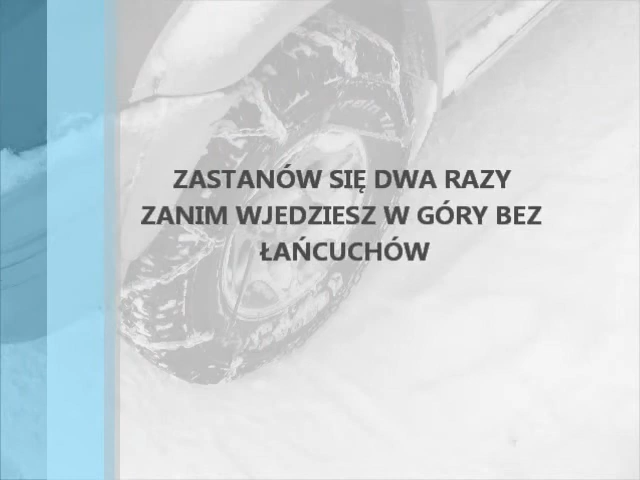 ZASTANÓW SIĘ DWA RAZY
ZANIM WJEDZIESZ W GÓRY BEZ
ŁAŃCUCHÓW